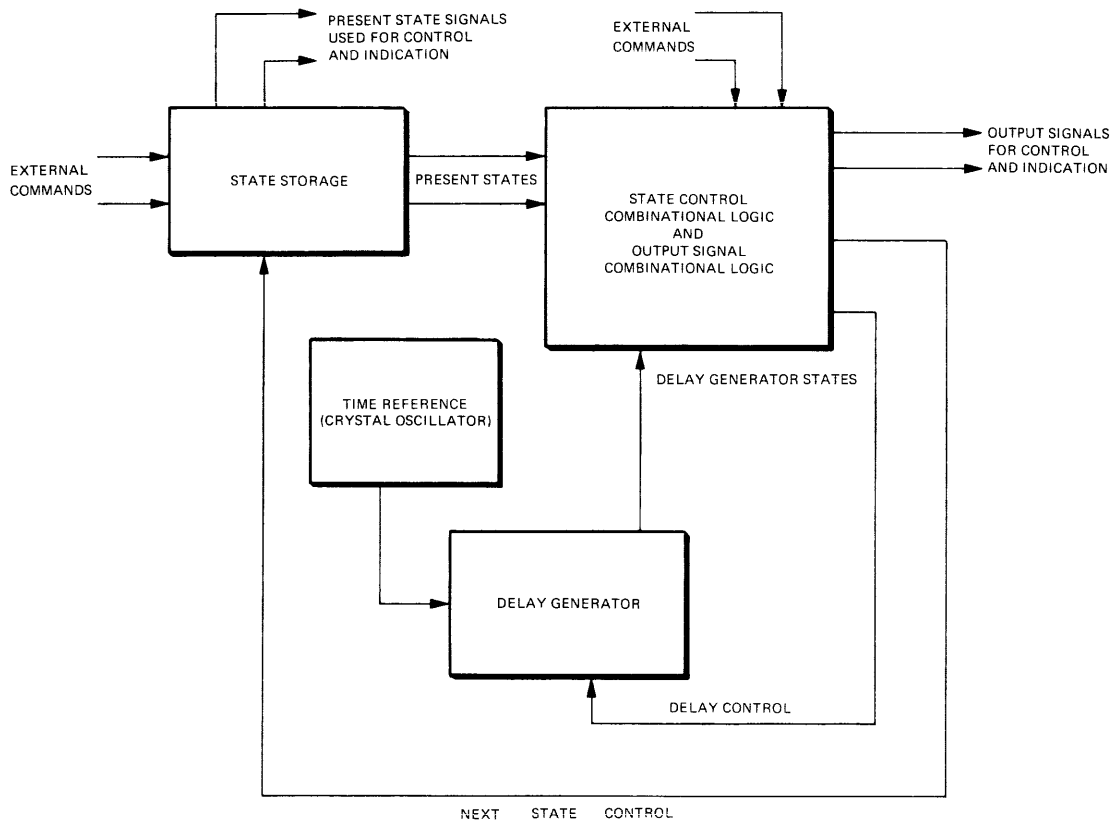 PRESENT STATE SIGNALS
USED FOR CONTROL
AND INDICATION
EXTERNAL
COMMANDS
EXTERNAL
COMMANDS
STATE STORAGE
PRESENT STATES
STATE CONTROL
COMBINATIONAL LOGIC
AND
OUTPUT SIGNAL
COMBINATIONAL LOGIC
OUTPUT SIGNALS
FOR CONTROL
AND INDICATION
TIME REFERENCE
(CRYSTAL OSCILLATOR)
DELAY GENERATOR STATES
DELAY GENERATOR
DELAY CONTROL
NEXT STATE CONTROL